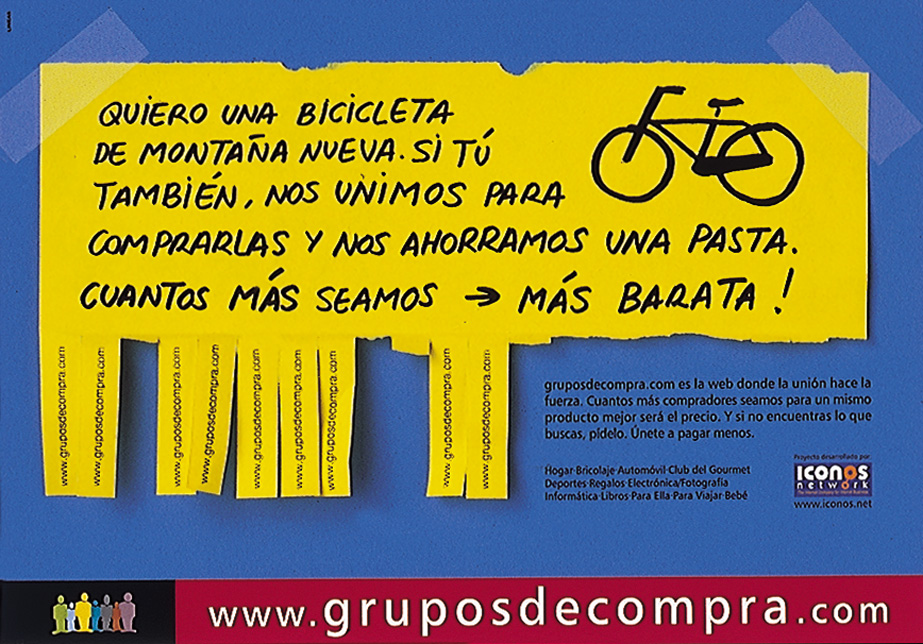 QUIERO UNA BICICLETA
DE MONTAÑA NUEVA. SI TÚ
TAMBIÉN, NOS UNIMOS PARA
COMPRARLAS Y NOS AHORRAMOS UNA PASTA.
CUANTOS MÁS SEAMOS → MÁS BARATA!
www.gruposdecompra.com
www.gruposdecompra.com
www.gruposdecompra.com
www.gruposdecompra.com
www.gruposdecompra.com
www.gruposdecompra.com
www.gruposdecompra.com
www.gruposdecompra.com
www.gruposdecompra.com
gruposdecompra.com es la web donde la unión hace la
fuerza. Cuantos más compradores seamos para un mismo
producto mejor será el precio. Y si no encuentras lo que
buscas, pídelo. Únete a pagar menos.
Hogar·Bricolaje·Automóvil·Club del Gourmet
Deportes·Regalos·Electrónica/Fotografía
Informática·Libros·Para Ella·Para Viajar·Bebé
Proyecto desarrollado por:
ICONOS
network
www.iconos.net
www.gruposdecompra.com